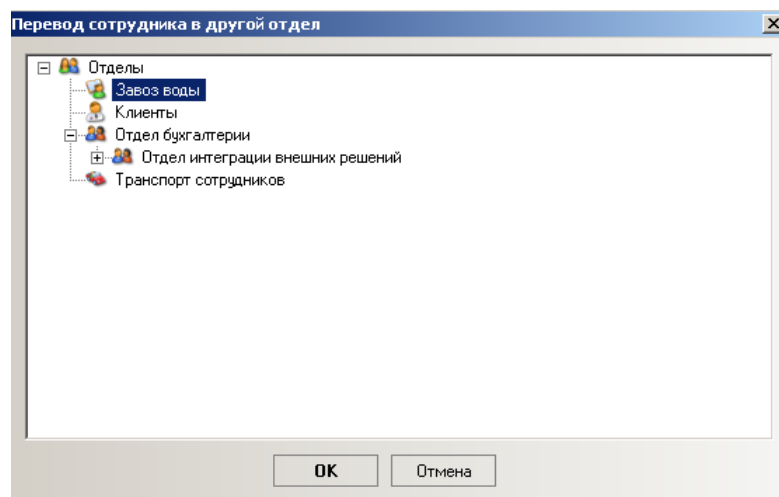 Перевод сотрудника в другой отдел
Отделы
Завоз воды
Клиенты
Отдел бухгалтерии
Отдел интеграции внешних решений
Транспорт сотрудников
OK
Отмена